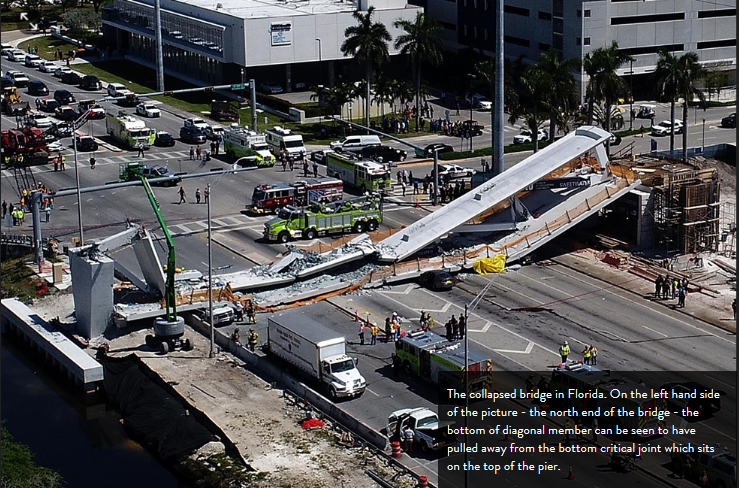 The collapsed bridge in Florida. On the left hand side
of the picture - the north end of the bridge - the
bottom of diagonal member can be seen to have
pulled away from the bottom critical joint which sits
on the top of the pier.